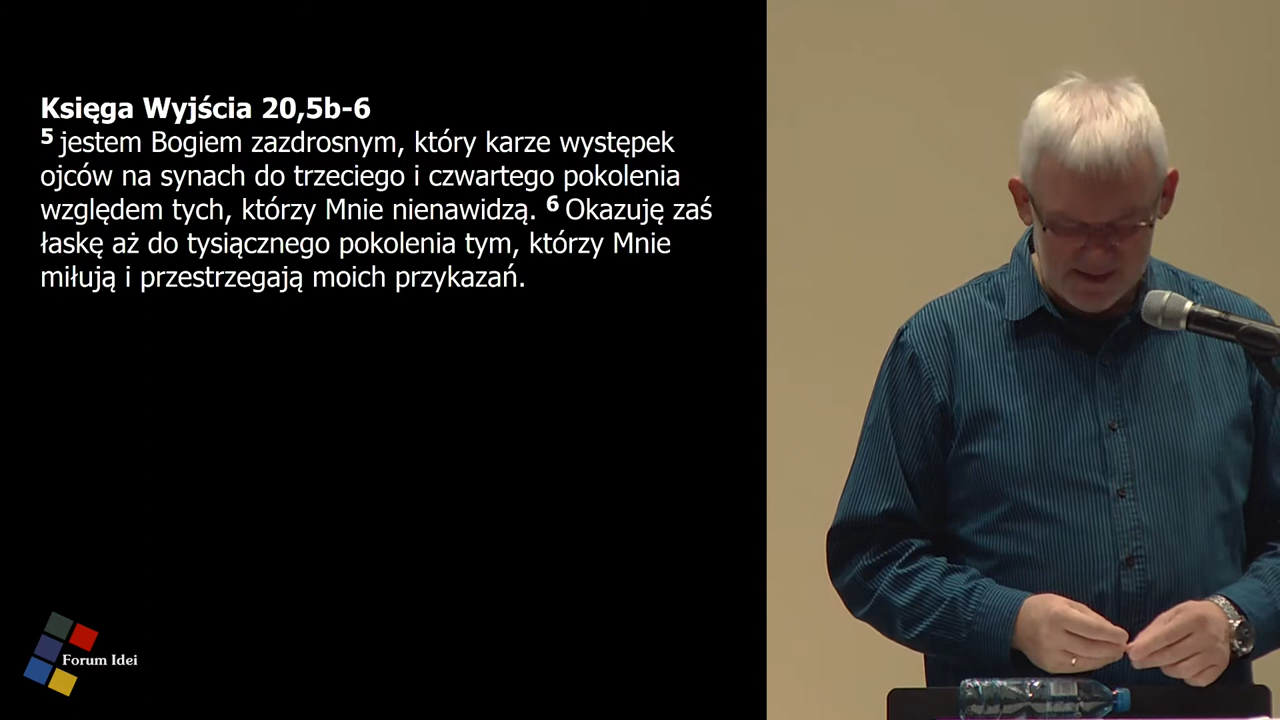 Księga Wyjścia 20,5b-6
5 jestem Bogiem zazdrosnym, który karze występek
ojców na synach do trzeciego i czwartego pokolenia
względem tych, którzy Mnie nienawidzą. 6 Okazuję zaś
łaskę aż do tysiącznego pokolenia tym, którzy Mnie
miłują i przestrzegają moich przykazań.
Forum Idei